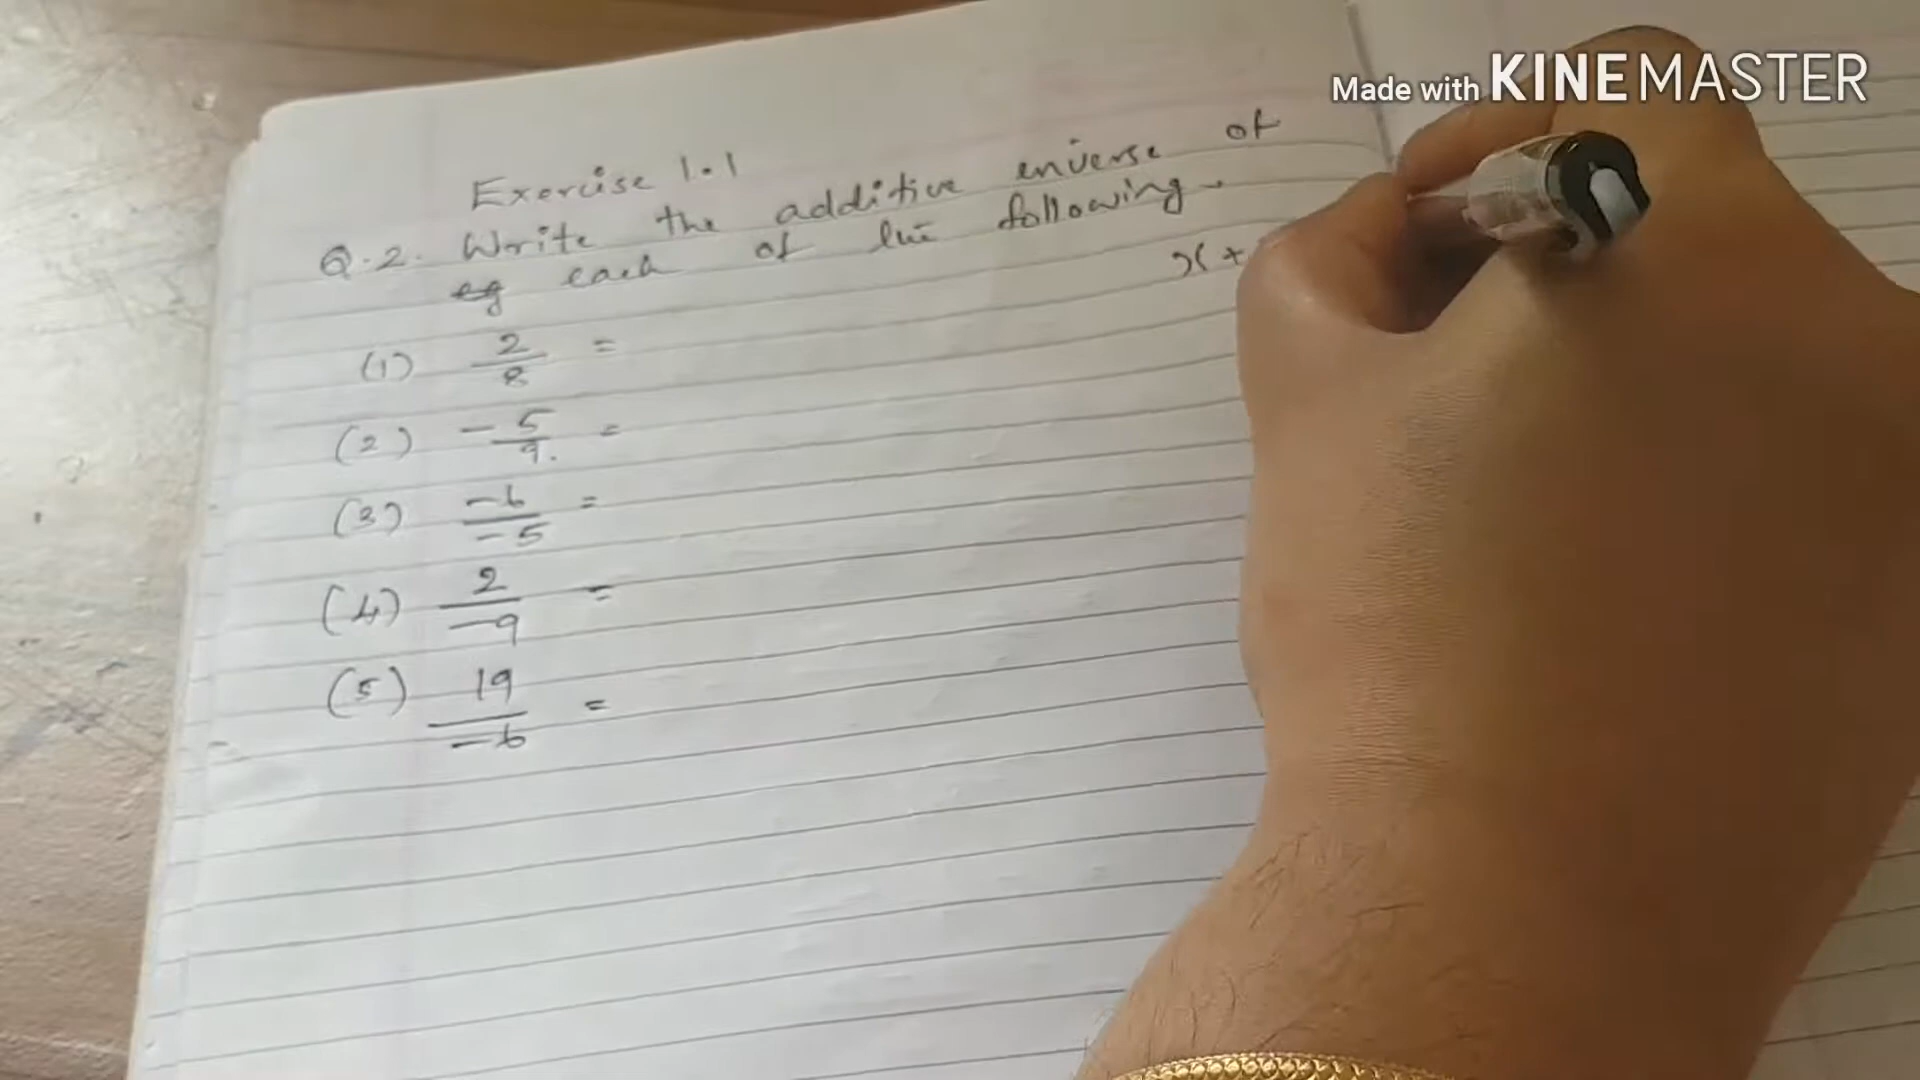 Made with KINEMASTER
Exercise 1.1
Q.2. Write the additive enverse of
each of the following.
x +
(1) 2/8 =
(2) -5/9. =
(3) -6/-5 =
(4) 2/-9 =
(5) 19/-6 =